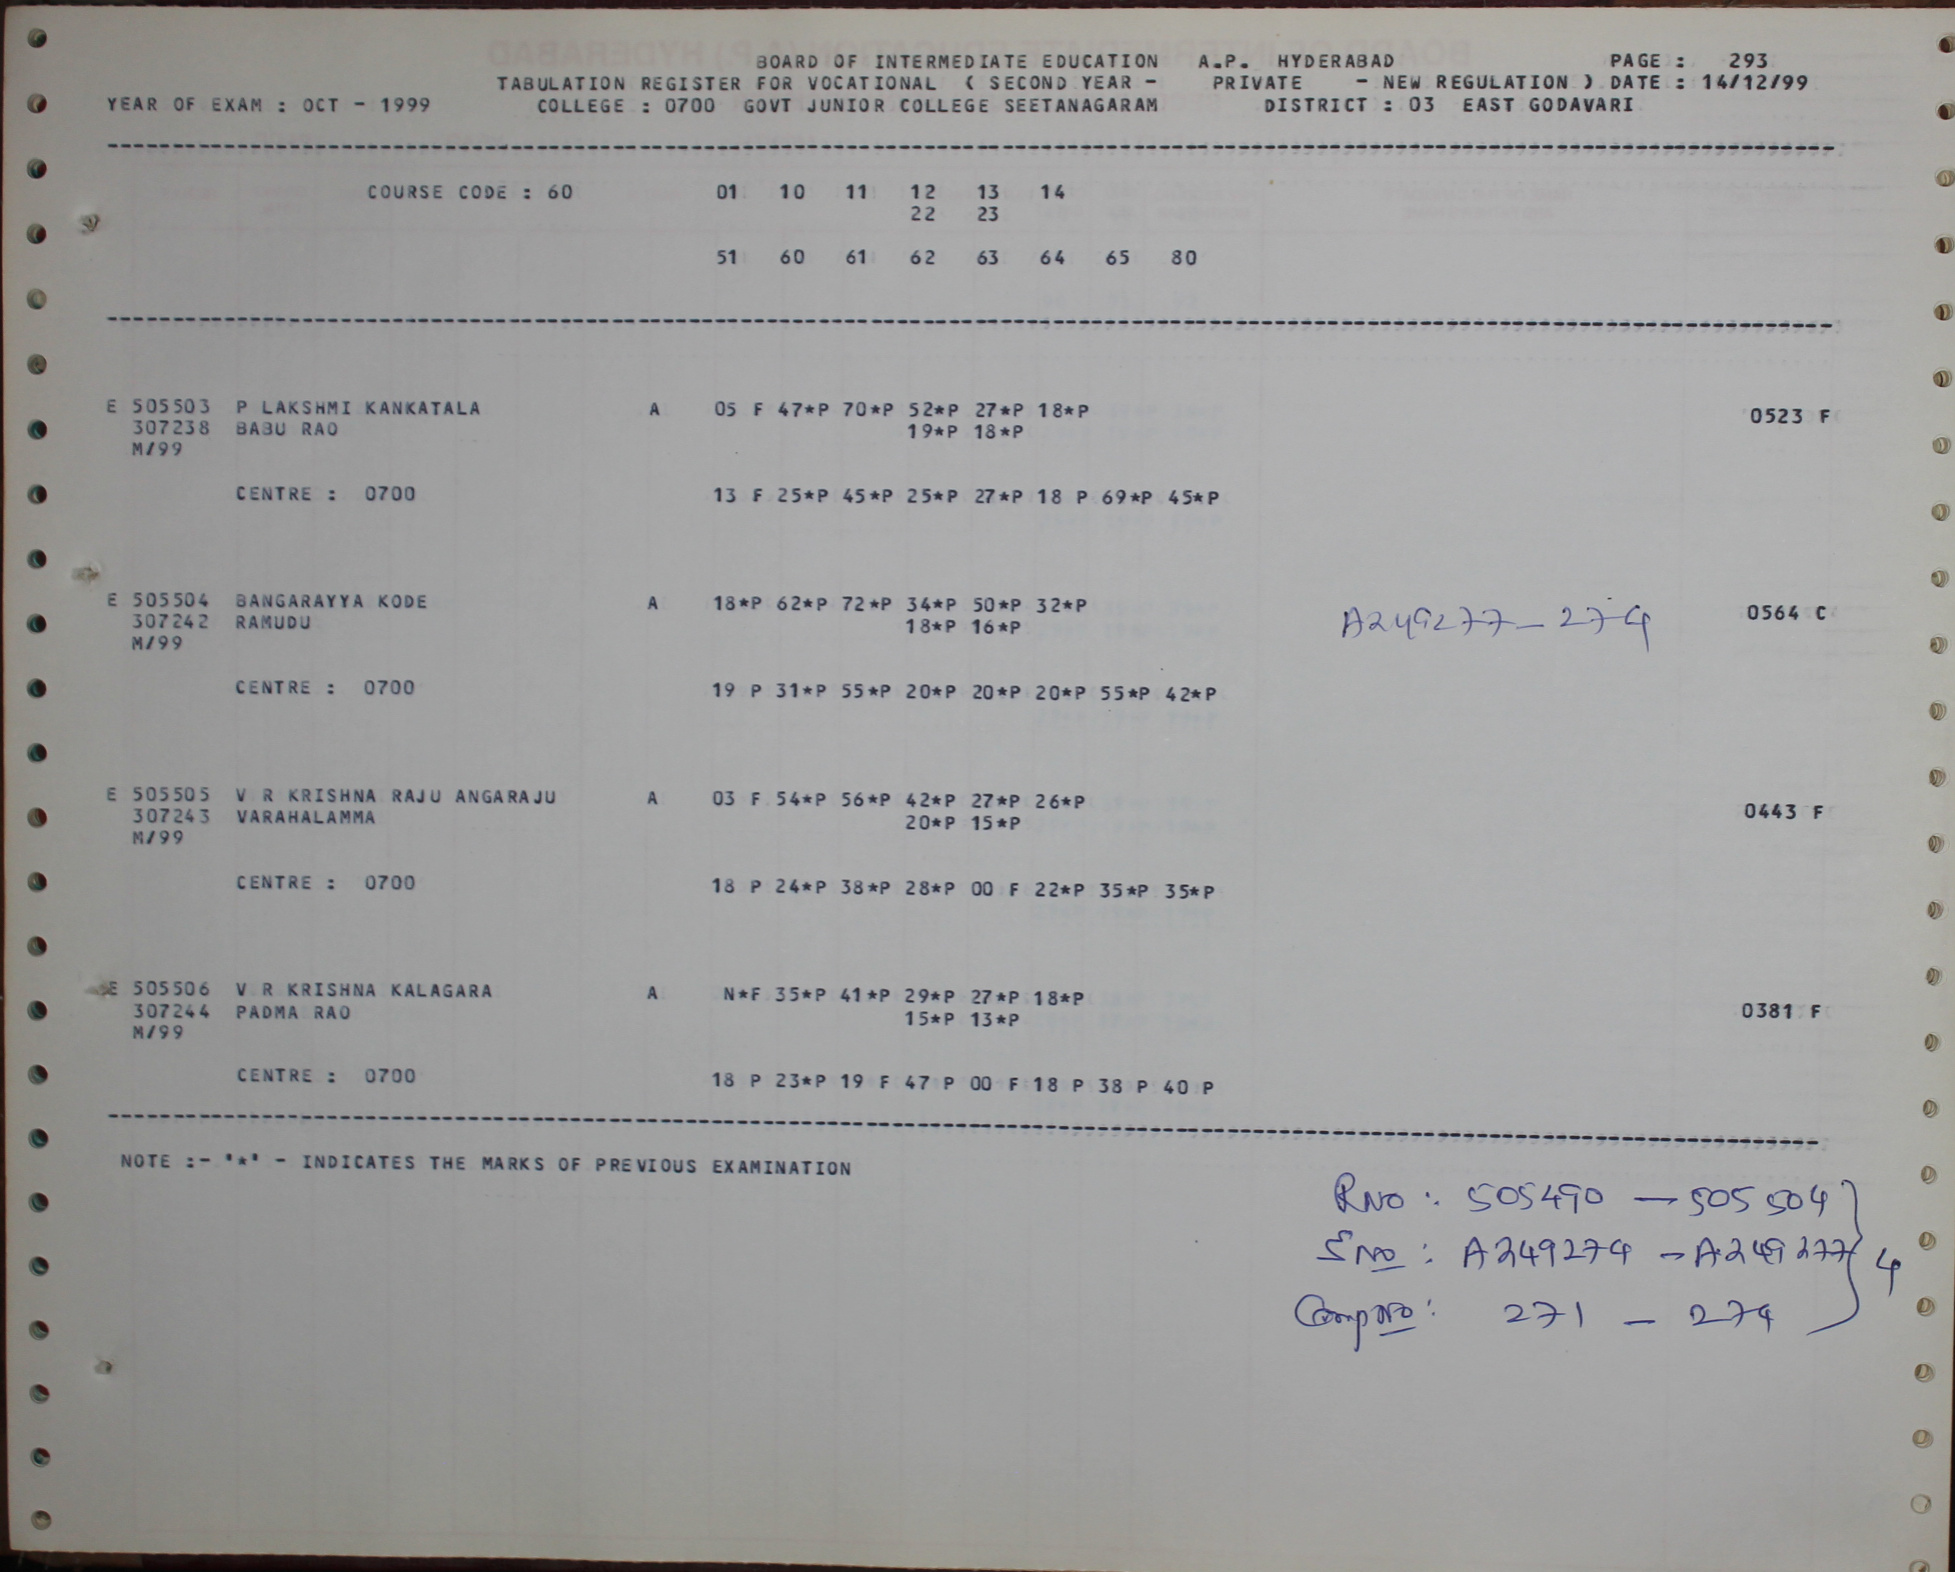 BOARD OF INTERMEDIATE EDUCATION A.P. HYDERABAD PAGE : 293
TABULATION REGISTER FOR VOCATIONAL ( SECOND YEAR - PRIVATE - NEW REGULATION ) DATE : 14/12/99
YEAR OF EXAM : OCT - 1999 COLLEGE : 0700 GOVT JUNIOR COLLEGE SEETANAGARAM DISTRICT : 03 EAST GODAVARI
COURSE CODE : 60 01 10 11 12 13 14
22 23
51 60 61 62 63 64 65 80
E 505503 P LAKSHMI KANKATALA A 05 F 47*P 70*P 52*P 27*P 18*P 0523 F
307238 BABU RAO 19*P 18*P
M/99
CENTRE : 0700 13 F 25*P 45*P 25*P 27*P 18 P 69*P 45*P
E 505504 BANGARAYYA KODE A 18*P 62*P 72*P 34*P 50*P 32*P A249277 - 274 0564 C
307242 RAMUDU 18*P 16*P
M/99
CENTRE : 0700 19 P 31*P 55*P 20*P 20*P 20*P 55*P 42*P
E 505505 V R KRISHNA RAJU ANGARAJU A 03 F 54*P 56*P 42*P 27*P 26*P 0443 F
307243 VARAHALAMMA 20*P 15*P
M/99
CENTRE : 0700 18 P 24*P 38*P 28*P 00 F 22*P 35*P 35*P
E 505506 V R KRISHNA KALAGARA A N*F 35*P 41*P 29*P 27*P 18*P 0381 F
307244 PADMA RAO 15*P 13*P
M/99
CENTRE : 0700 18 P 23*P 19 F 47 P 00 F 18 P 38 P 40 P
NOTE :- '*' - INDICATES THE MARKS OF PREVIOUS EXAMINATION
RNO : 505490 — 505504
SNO : A249274 - A249277 } 4
CompNo : 271 - 274